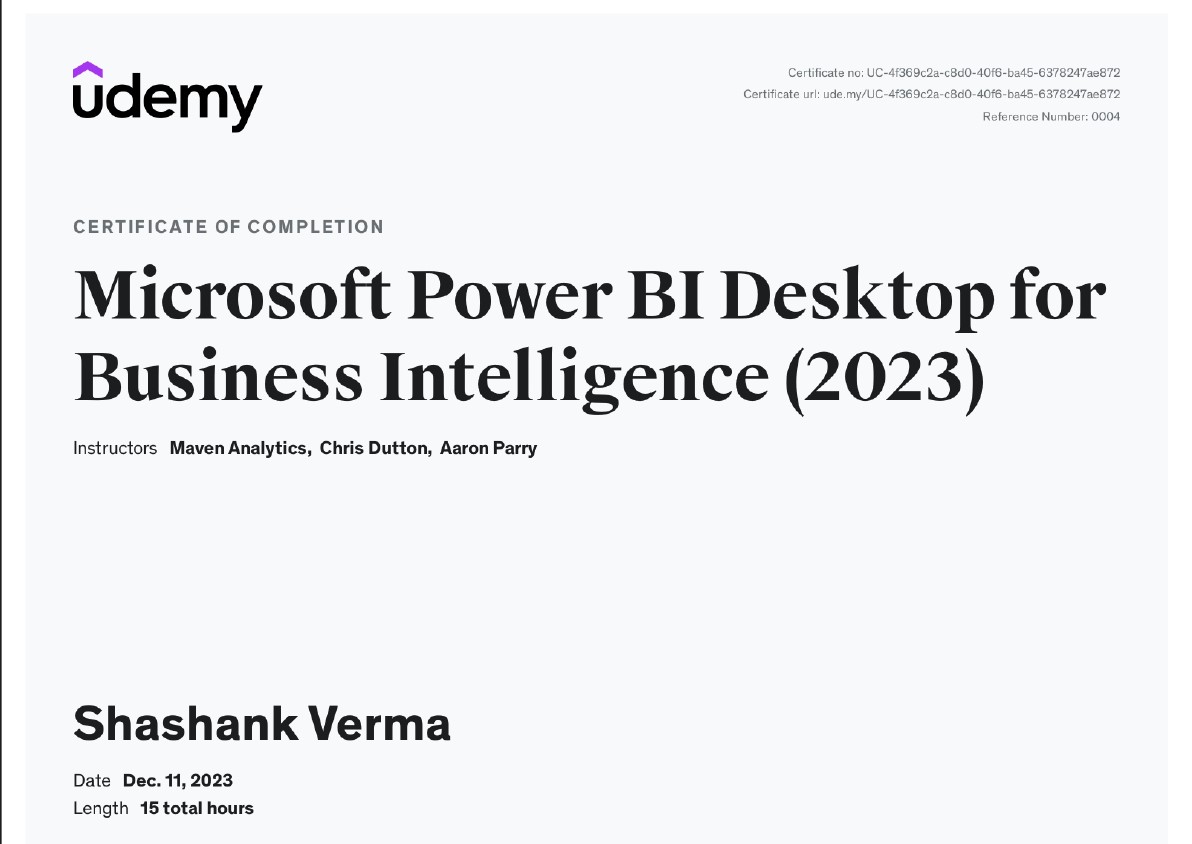 udemy
Certificate no: UC-4f369c2a-c8d0-40f6-ba45-6378247ae872
Certificate url: ude.my/UC-4f369c2a-c8d0-40f6-ba45-6378247ae872
Reference Number: 0004
CERTIFICATE OF COMPLETION
Microsoft Power BI Desktop for
Business Intelligence (2023)
Instructors Maven Analytics, Chris Dutton, Aaron Parry
Shashank Verma
Date Dec. 11, 2023
Length 15 total hours